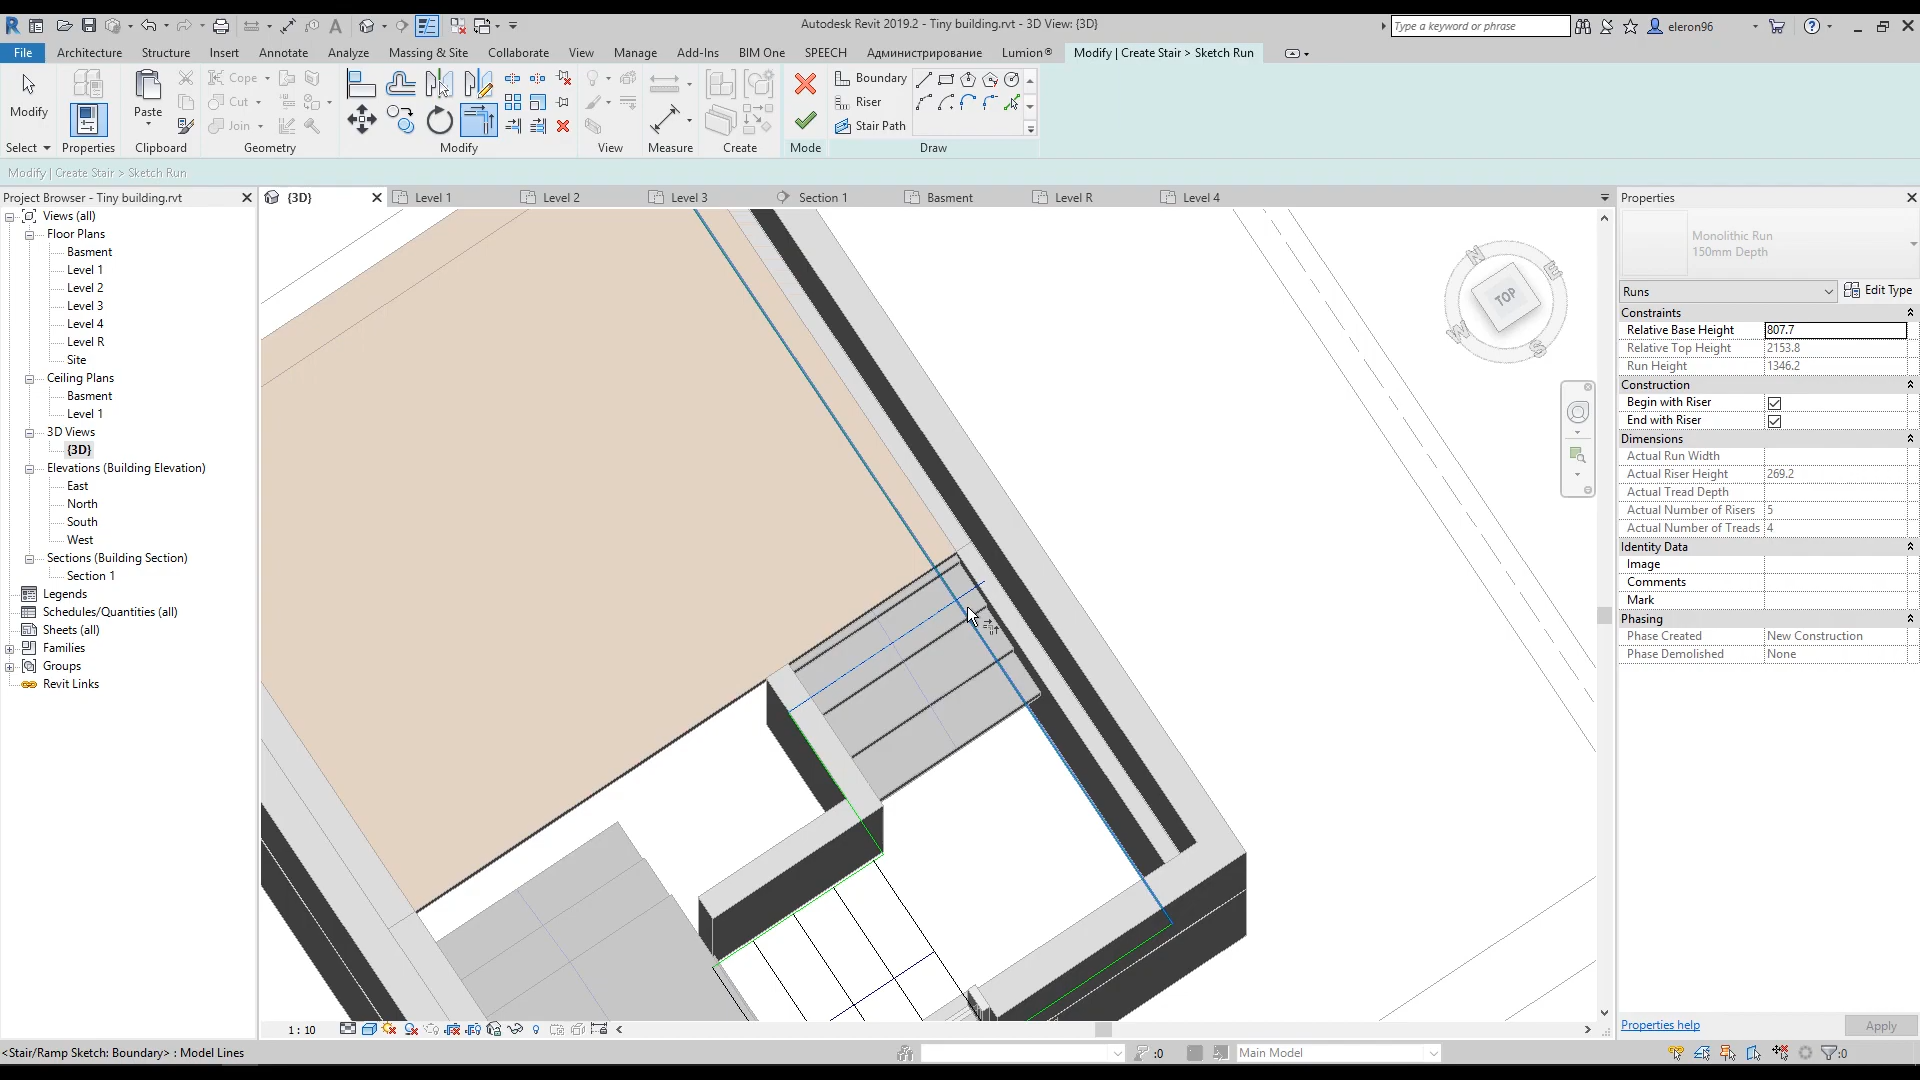 Autodesk Revit 2019.2 - Tiny building.rvt - 3D View: {3D}
Type a keyword or phrase
eleron96
File Architecture Structure Insert Annotate Analyze Massing & Site Collaborate View Manage Add-Ins BIM One SPEECH Администрирование Lumion® Modify | Create Stair > Sketch Run
Modify
Paste
Cope
Cut
Join
Boundary
Riser
Stair Path
Select Properties Clipboard Geometry Modify View Measure Create Mode Draw
Modify | Create Stair > Sketch Run
Project Browser - Tiny building.rvt
Views (all)
Floor Plans
Basment
Level 1
Level 2
Level 3
Level 4
Level R
Site
Ceiling Plans
Basment
Level 1
3D Views
{3D}
Elevations (Building Elevation)
East
North
South
West
Sections (Building Section)
Section 1
Legends
Schedules/Quantities (all)
Sheets (all)
Families
Groups
Revit Links
{3D} Level 1 Level 2 Level 3 Section 1 Basment Level R Level 4
N
E
TOP
W
S
1 : 10
Properties
Monolithic Run
150mm Depth
Runs Edit Type
Constraints
Relative Base Height 807.7
Relative Top Height 2153.8
Run Height 1346.2
Construction
Begin with Riser
End with Riser
Dimensions
Actual Run Width
Actual Riser Height 269.2
Actual Tread Depth
Actual Number of Risers 5
Actual Number of Treads 4
Identity Data
Image
Comments
Mark
Phasing
Phase Created New Construction
Phase Demolished None
Properties help Apply
<Stair/Ramp Sketch: Boundary> : Model Lines
:0
Main Model
:0